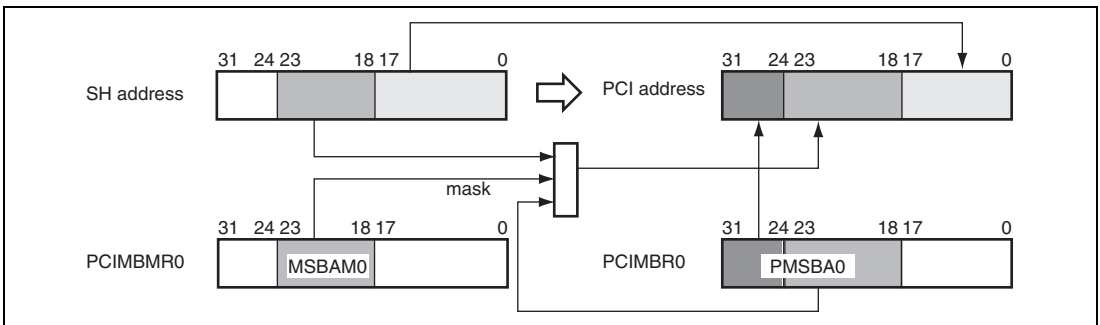 31 24 23 18 17 0
31 24 23 18 17 0
SH address
PCI address
mask
31 24 23 18 17 0
31 24 23 18 17 0
PCIMBMR0
MSBAM0
PCIMBR0
PMSBA0